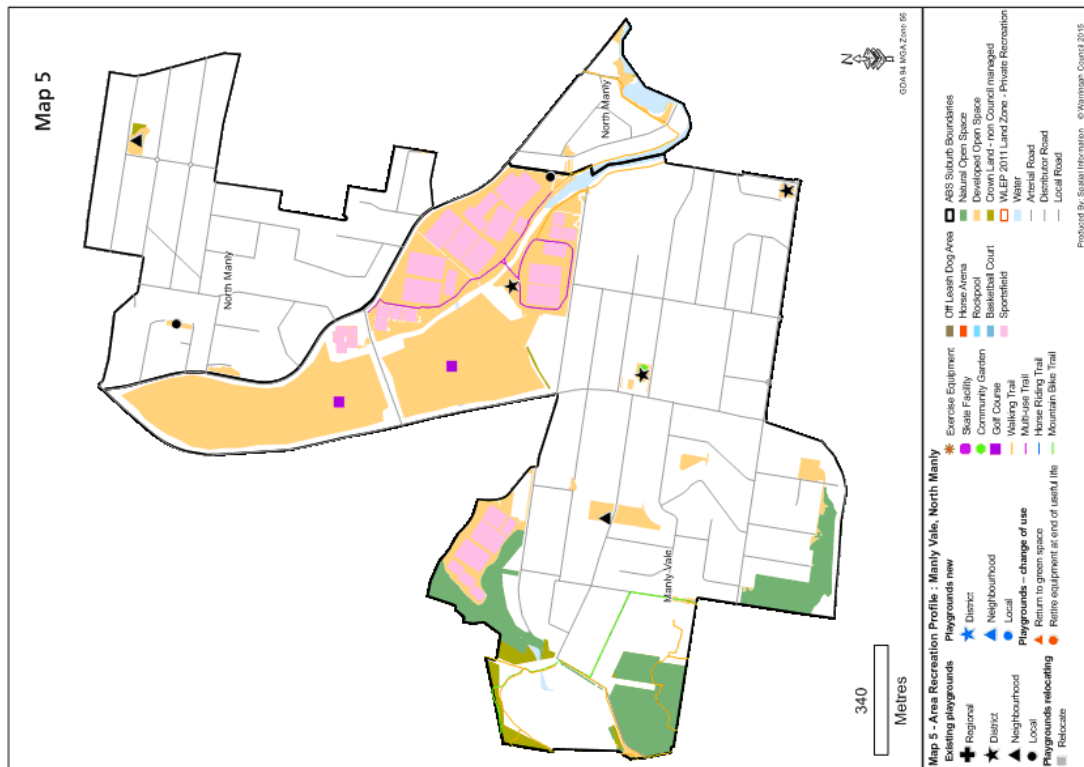 Map 5
N
GDA 94 MGA Zone 56
North Manly
North Manly
Manly Vale
340
Metres
Map 5 - Area Recreation Profile : Manly Vale, North Manly
Existing playgrounds
Regional
District
Neighbourhood
Local
Playgrounds relocating
Relocate
Playgrounds new
District
Neighbourhood
Local
Playgrounds – change of use
Return to green space
Retire equipment at end of useful life
Exercise Equipment
Skate Facility
Community Garden
Golf Course
Walking Trail
Multi-use Trail
Horse Riding Trail
Mountain Bike Trail
Off Leash Dog Area
Horse Arena
Rockpool
Basketball Court
Sportsfield
ABS Suburb Boundaries
Natural Open Space
Developed Open Space
Crown Land - non Council managed
WLEP 2011 Land Zone - Private Recreation
Water
Arterial Road
Distributor Road
Local Road
Produced By: Spatial Information © Warringah Council 2015